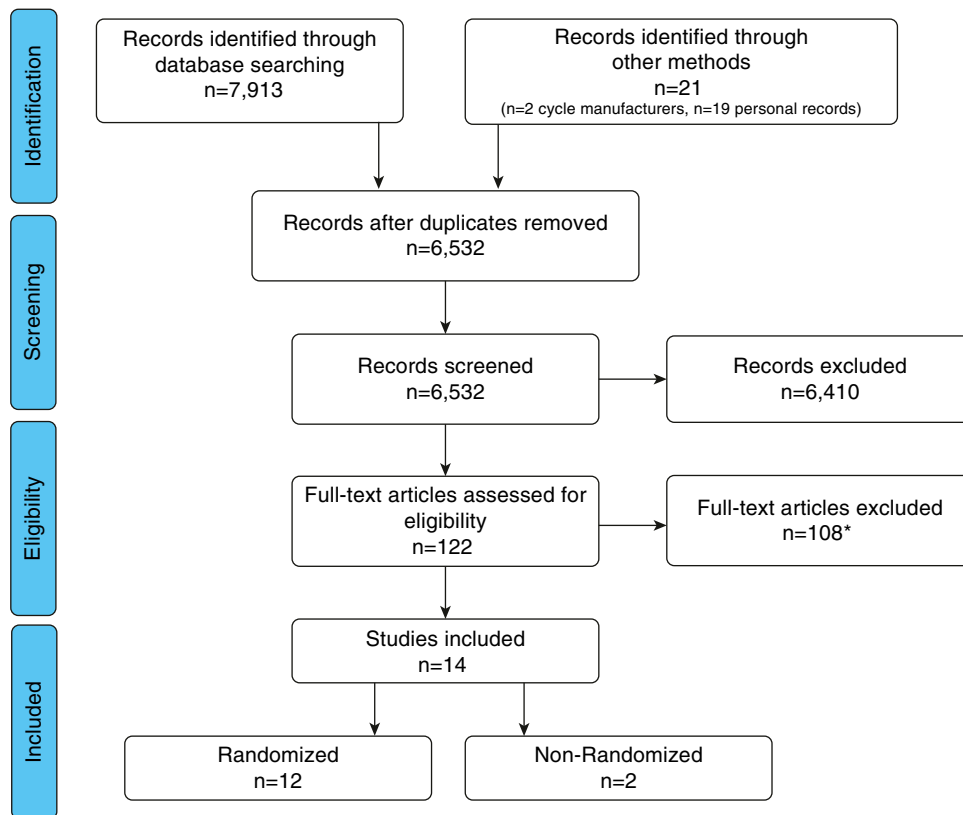 Identification
Records identified through
database searching
n=7,913
Records identified through
other methods
n=21
(n=2 cycle manufacturers, n=19 personal records)
Screening
Records after duplicates removed
n=6,532
Records screened
n=6,532
Records excluded
n=6,410
Eligibility
Full-text articles assessed for
eligibility
n=122
Full-text articles excluded
n=108*
Included
Studies included
n=14
Randomized
n=12
Non-Randomized
n=2